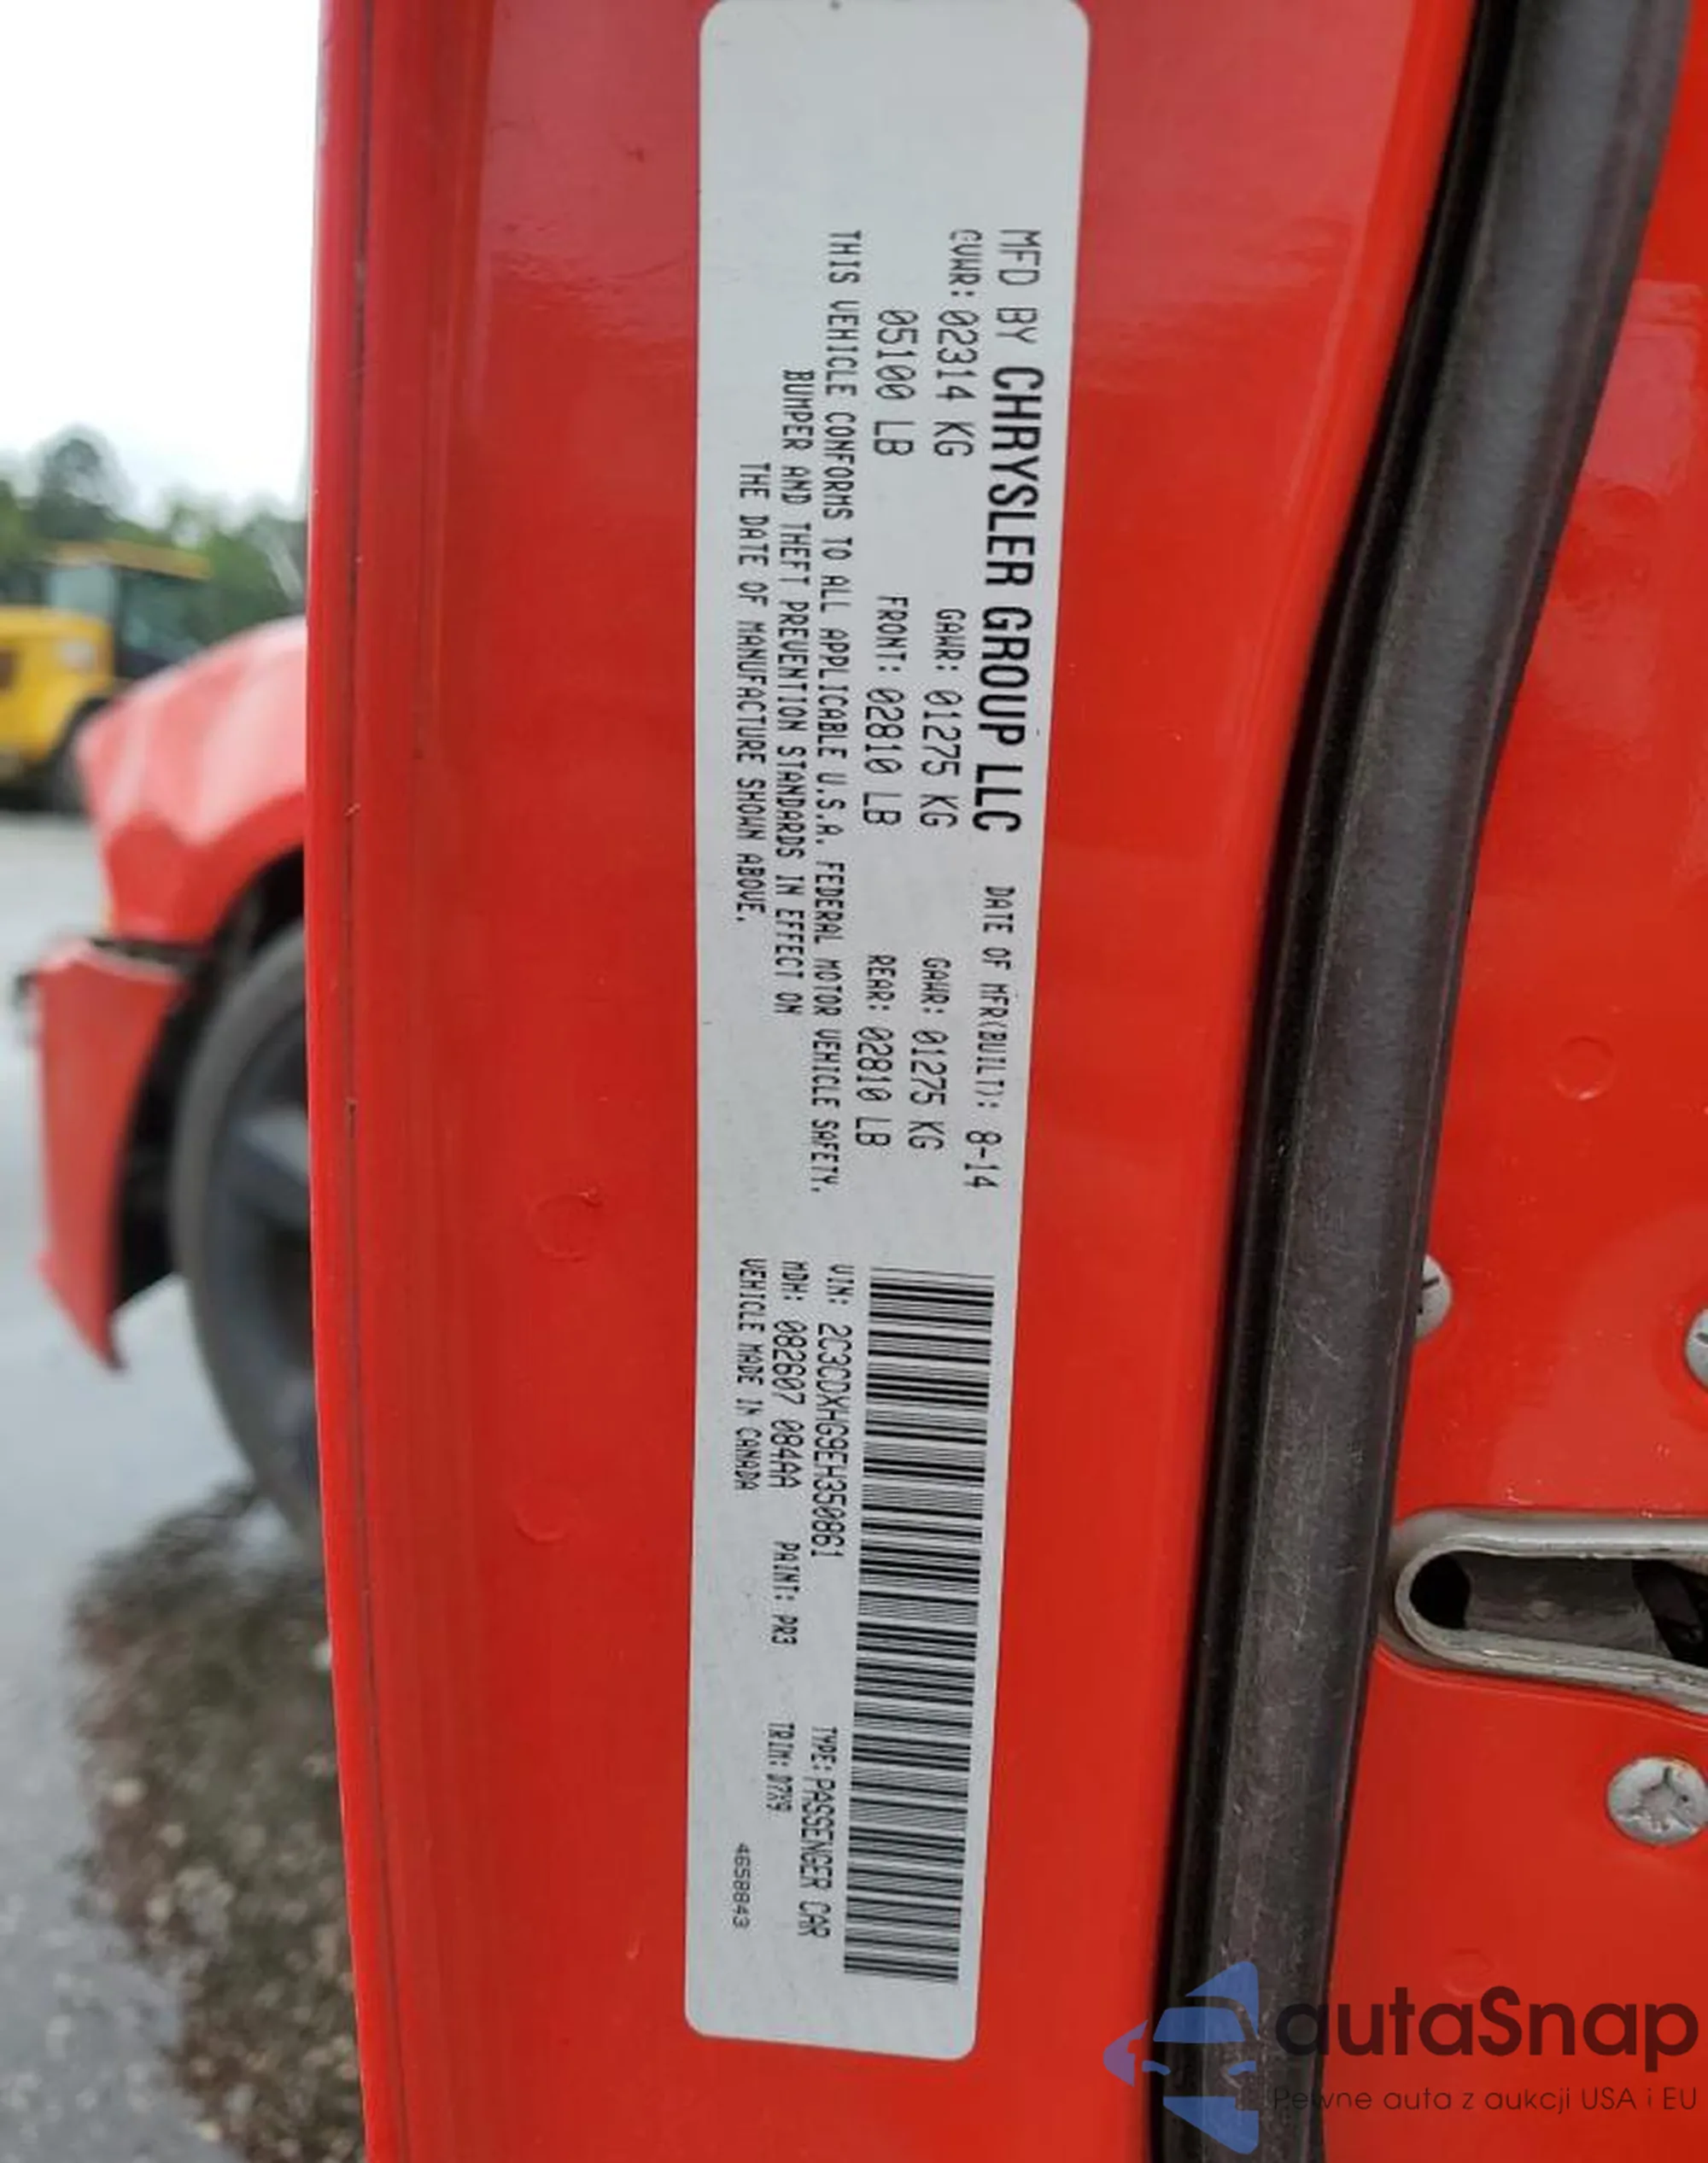 MFD BY CHRYSLER GROUP LLC DATE OF MFR(BUILT): 8-14
GVWR: 02314 KG GAWR: 01275 KG GAWR: 01275 KG
05100 LB FRONT: 02810 LB REAR: 02810 LB
THIS VEHICLE CONFORMS TO ALL APPLICABLE U.S.A. FEDERAL MOTOR VEHICLE SAFETY,
BUMPER AND THEFT PREVENTION STANDARDS IN EFFECT ON
THE DATE OF MANUFACTURE SHOWN ABOVE.
VIN: 2C3CDXHG9EH350861 TYPE: PASSENGER CAR
MDH: 082607 084AA PAINT: PR3 TRIM: D7X9
VEHICLE MADE IN CANADA 4658843
autaSnap
Pewne auta z aukcji USA i EU